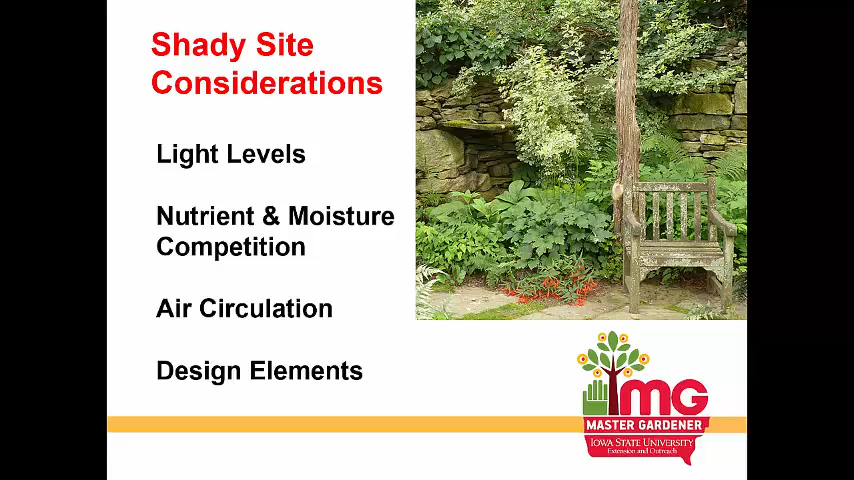 Shady Site
Considerations
Light Levels
Nutrient & Moisture
Competition
Air Circulation
Design Elements
MG
MASTER GARDENER
IOWA STATE UNIVERSITY
Extension and Outreach